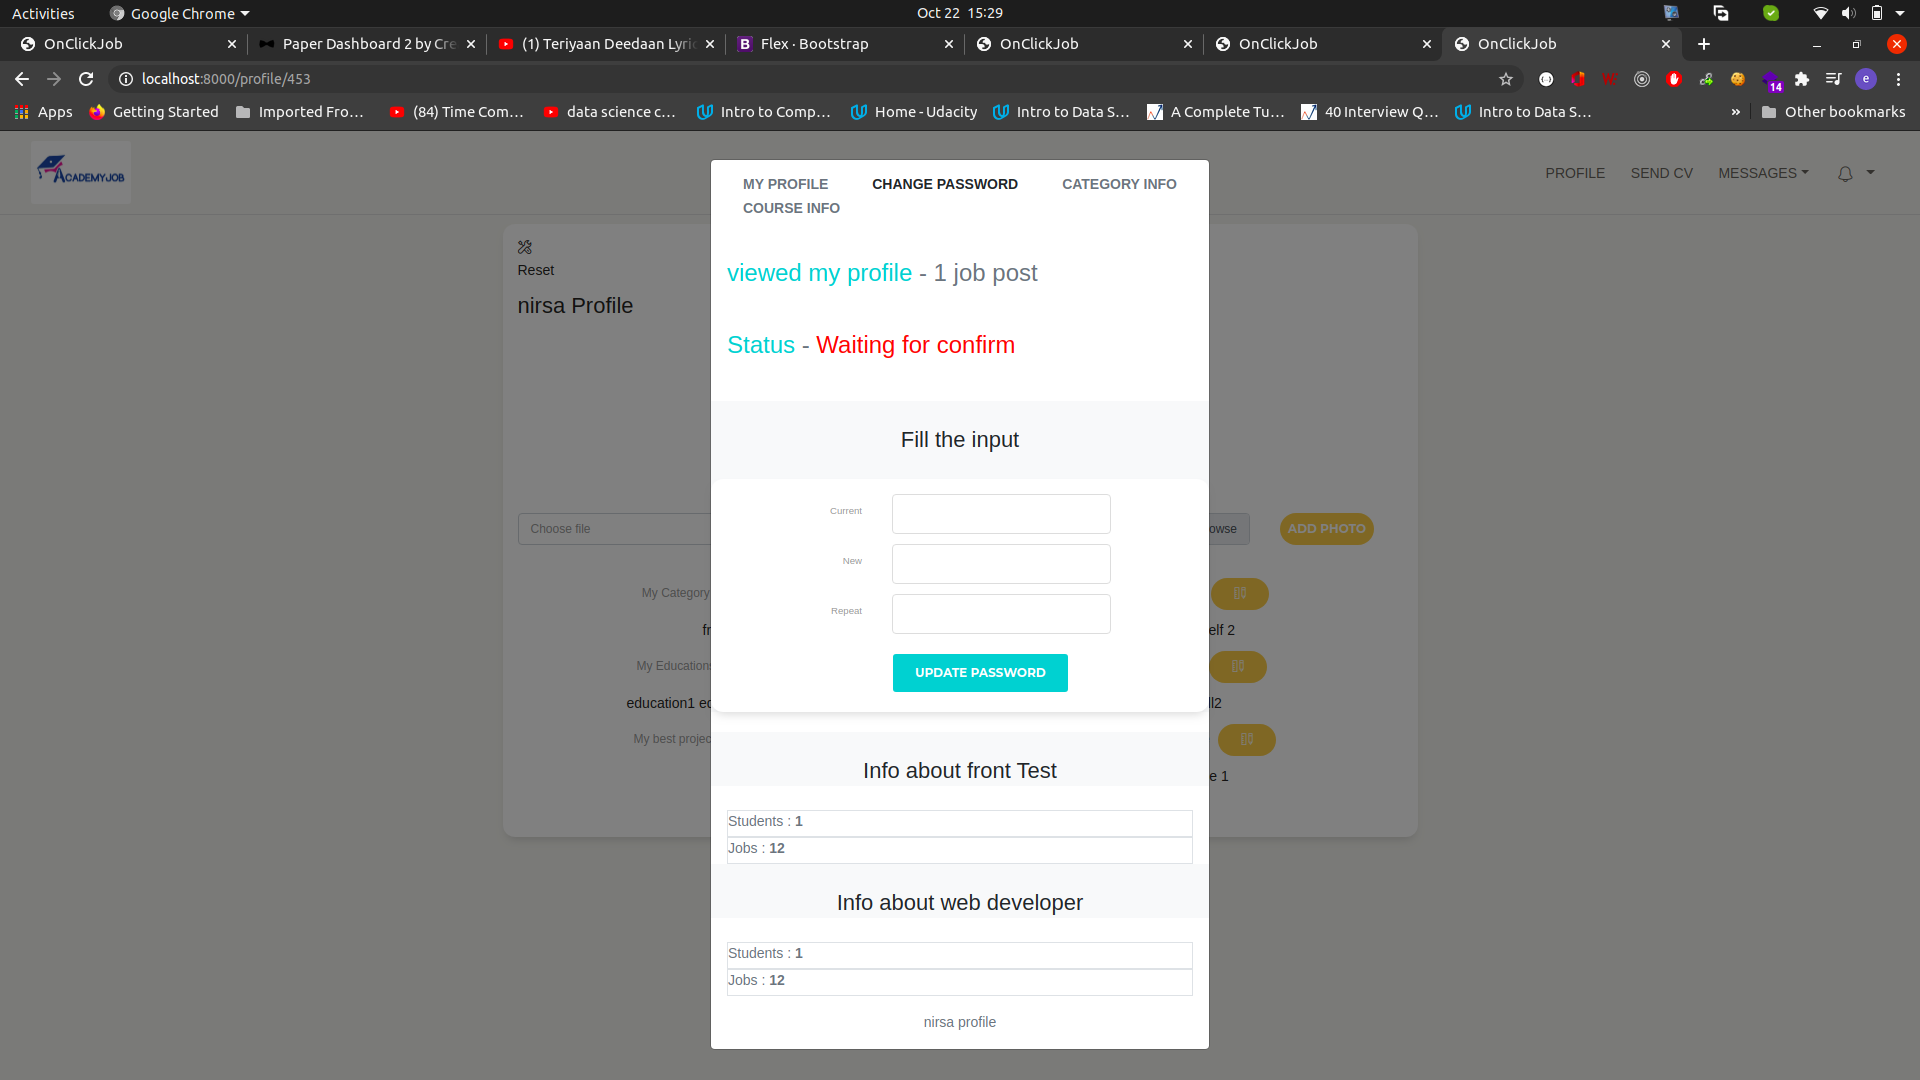 Activities Google Chrome Oct 22 15:29
OnClickJob Paper Dashboard 2 by Cre (1) Teriyaan Deedaan Lyri Flex · Bootstrap OnClickJob OnClickJob OnClickJob
localhost:8000/profile/453 e 14
Apps Getting Started Imported Fro... (84) Time Com... data science c... Intro to Comp... Home - Udacity Intro to Data S... A Complete Tu... 40 Interview Q... Intro to Data S... » Other bookmarks
ACADEMYJOB PROFILE SEND CV MESSAGES
MY PROFILE CHANGE PASSWORD CATEGORY INFO
COURSE INFO
Reset
viewed my profile - 1 job post
nirsa Profile
Status - Waiting for confirm
Fill the input
Current
Choose file owse ADD PHOTO
New
My Category
Repeat
fr elf 2
My Educations
UPDATE PASSWORD
education1 ed ll2
My best projec
Info about front Test
e 1
Students : 1
Jobs : 12
Info about web developer
Students : 1
Jobs : 12
nirsa profile